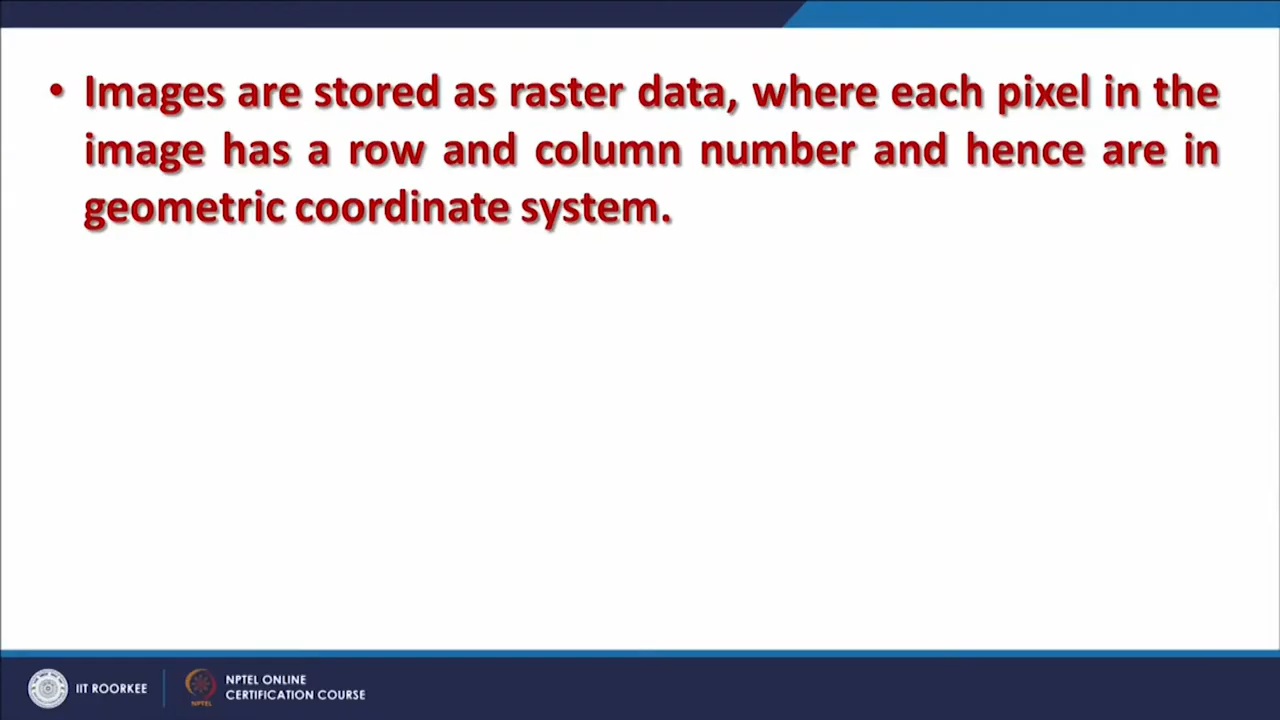 • Images are stored as raster data, where each pixel in the
image has a row and column number and hence are in
geometric coordinate system.
IIT ROORKEE
NPTEL
NPTEL ONLINE
CERTIFICATION COURSE